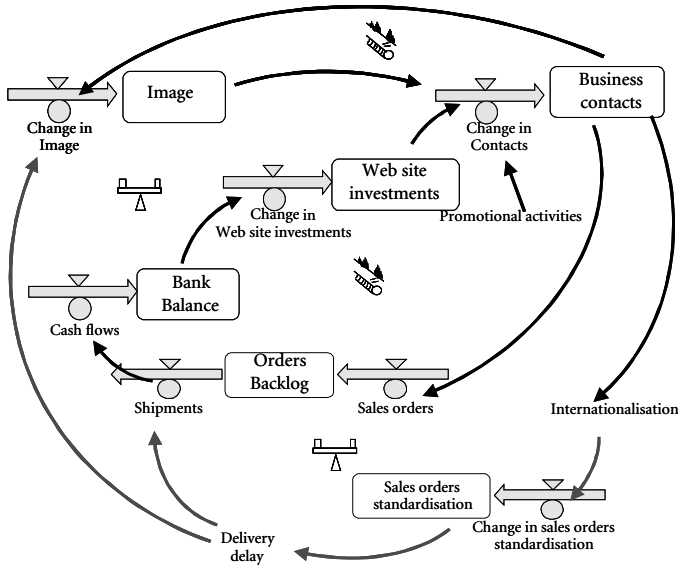 Image
Change in
Image
Business
contacts
Change in
Contacts
Web site
investments
Change in
Web site investments
Promotional activities
Bank
Balance
Cash flows
Orders
Backlog
Shipments
Sales orders
Internationalisation
Sales orders
standardisation
Change in sales orders
standardisation
Delivery
delay